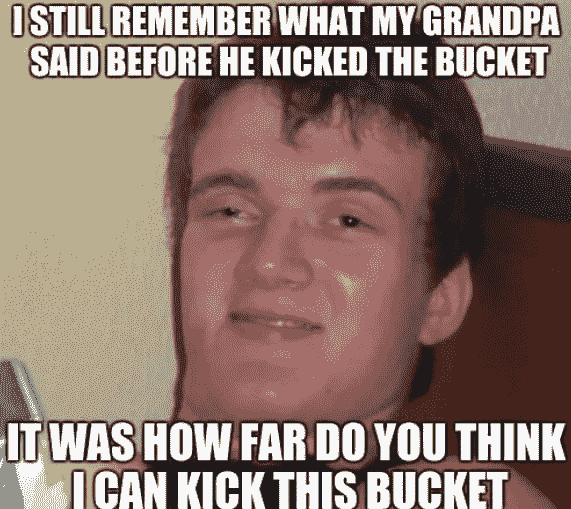 I STILL REMEMBER WHAT MY GRANDPA
SAID BEFORE HE KICKED THE BUCKET
IT WAS HOW FAR DO YOU THINK
I CAN KICK THIS BUCKET